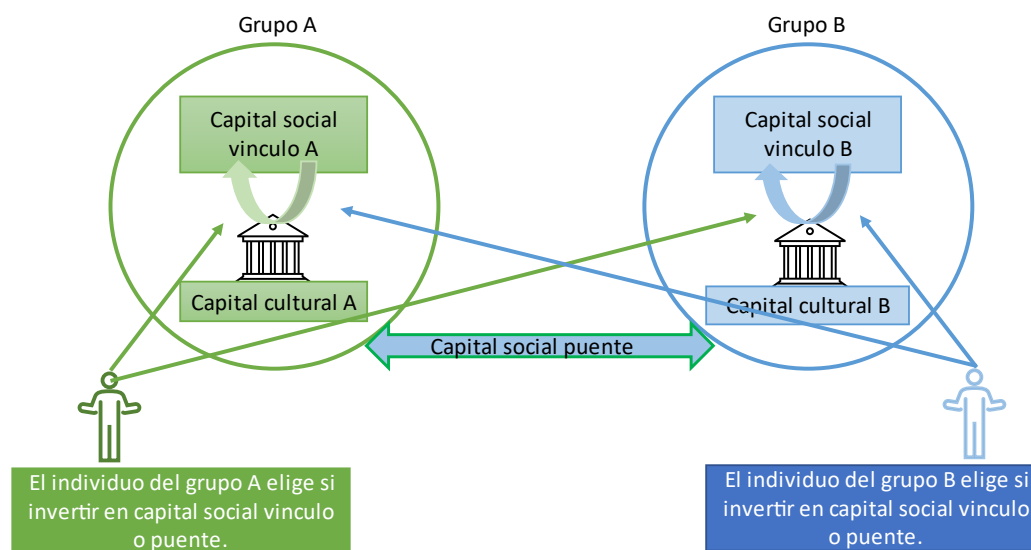 Grupo A
Grupo B
Capital social
vinculo A
Capital social
vinculo B
Capital cultural A
Capital cultural B
Capital social puente
El individuo del grupo A elige si
invertir en capital social vinculo
o puente.
El individuo del grupo B elige si
invertir en capital social vinculo
o puente.